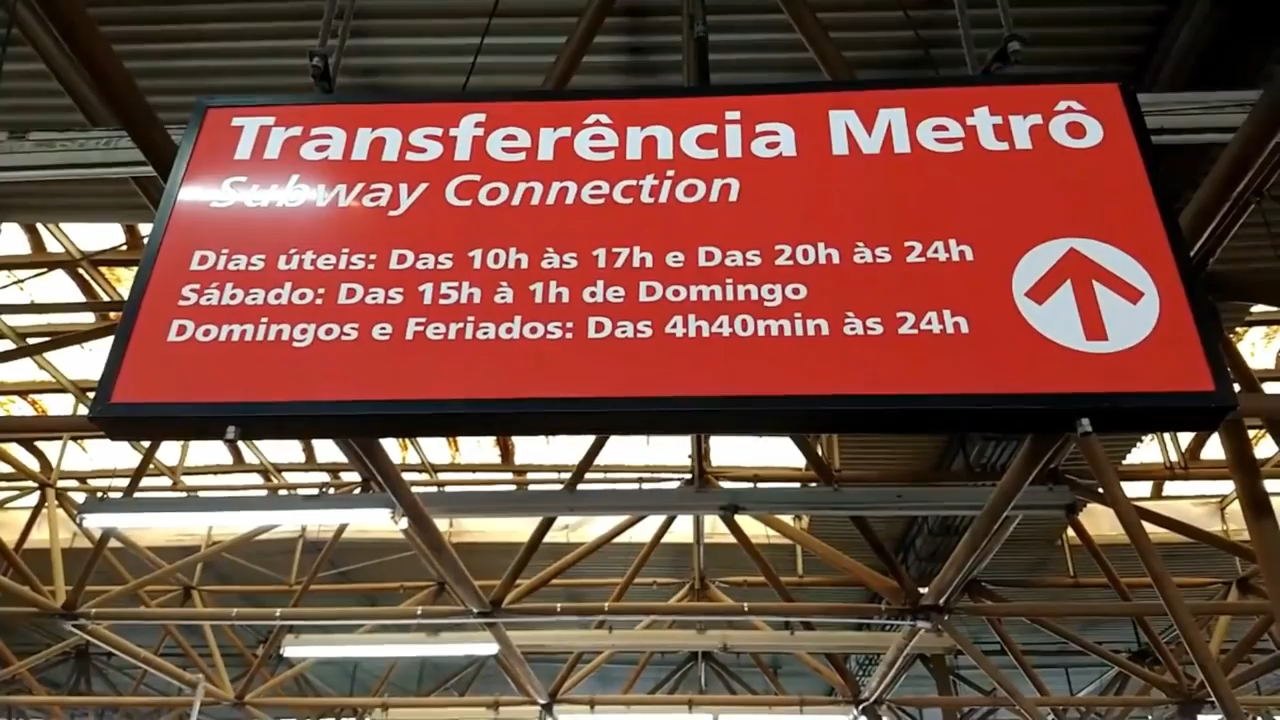 Transferência Metrô
Subway Connection
Dias úteis: Das 10h às 17h e Das 20h às 24h
Sábado: Das 15h à 1h de Domingo
Domingos e Feriados: Das 4h40min às 24h